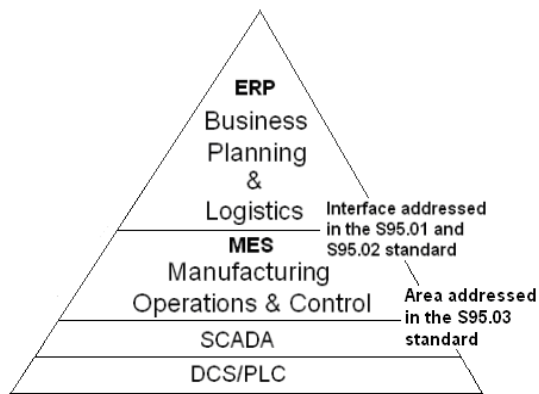 ERP
Business
Planning
&
Logistics
Interface addressed
in the S95.01 and
S95.02 standard
MES
Manufacturing
Operations & Control
Area addressed
in the S95.03
standard
SCADA
DCS/PLC